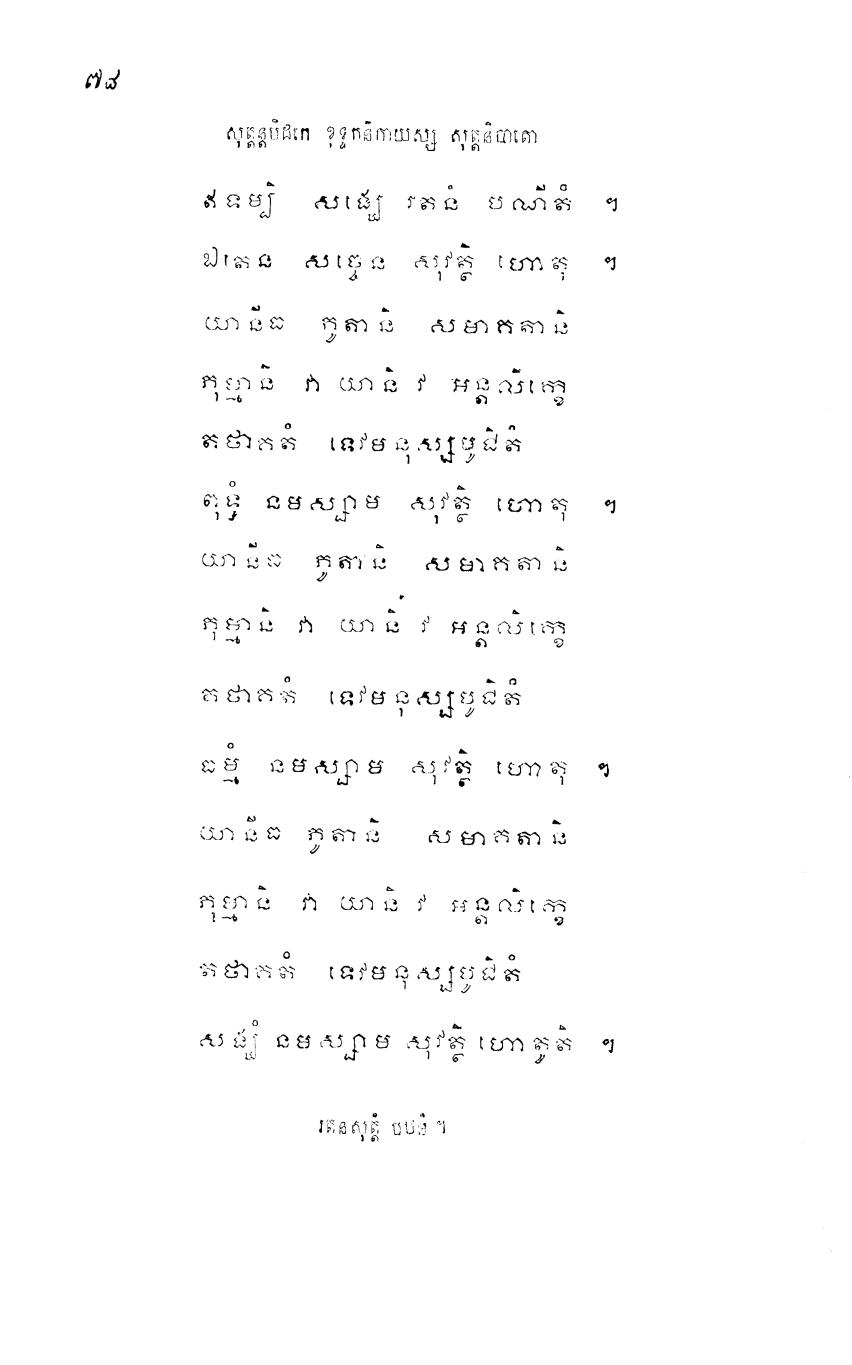 ៧៨
សុត្តន្តបិដកេ ខុទ្ទកនិកាយស្ស សុត្តនិបាតោ
ឥទម្បិ សង្ឃេ រតនំ បណីតំ ។
ឯតេន សច្ចេន សុវត្ថិ ហោតុ ។
យានីធ ភូតានិ សមាគតានិ
ភុម្មានិ វា យានិ វ អន្តលិក្ខេ
តថាគតំ ទេវមនុស្សបូជិតំ
ពុទ្ធំ នមស្សាម សុវត្ថិ ហោតុ ។
យានីធ ភូតានិ សមាគតានិ
ភុម្មានិ វា យានិ វ អន្តលិក្ខេ
តថាគតំ ទេវមនុស្សបូជិតំ
ធម្មំ នមស្សាម សុវត្ថិ ហោតុ ។
យានីធ ភូតានិ សមាគតានិ
ភុម្មានិ វា យានិ វ អន្តលិក្ខេ
តថាគតំ ទេវមនុស្សបូជិតំ
សង្ឃំ នមស្សាម សុវត្ថិ ហោតូតិ ។
រតនសុត្តំ បឋមំ ។